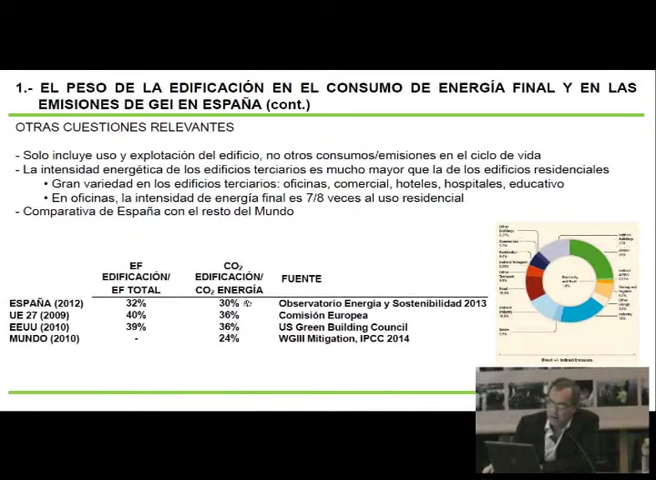 1.- EL PESO DE LA EDIFICACIÓN EN EL CONSUMO DE ENERGÍA FINAL Y EN LAS
EMISIONES DE GEI EN ESPAÑA (cont.)
OTRAS CUESTIONES RELEVANTES
- Solo incluye uso y explotación del edificio, no otros consumos/emisiones en el ciclo de vida
- La intensidad energética de los edificios terciarios es mucho mayor que la de los edificios residenciales
• Gran variedad en los edificios terciarios: oficinas, comercial, hoteles, hospitales, educativo
• En oficinas, la intensidad de energía final es 7/8 veces al uso residencial
- Comparativa de España con el resto del Mundo
EF EDIFICACIÓN/ EF TOTAL
CO2 EDIFICACIÓN/ CO2 ENERGÍA
FUENTE
ESPAÑA (2012) 32% 30% Observatorio Energía y Sostenibilidad 2013
UE 27 (2009) 40% 36% Comisión Europea
EEUU (2010) 39% 36% US Green Building Council
MUNDO (2010) - 24% WGIII Mitigation, IPCC 2014